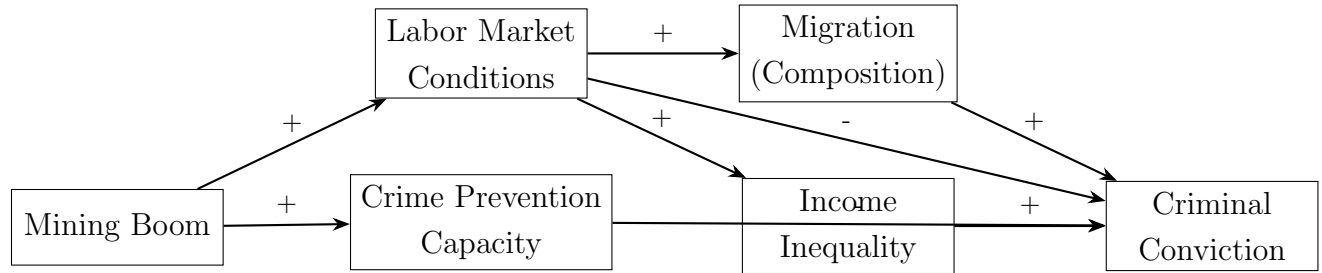 Labor Market
Conditions
+
Migration
(Composition)
+
+
-
+
Mining Boom
+
Crime Prevention
Capacity
-
Income
Inequality
+
Criminal
Conviction